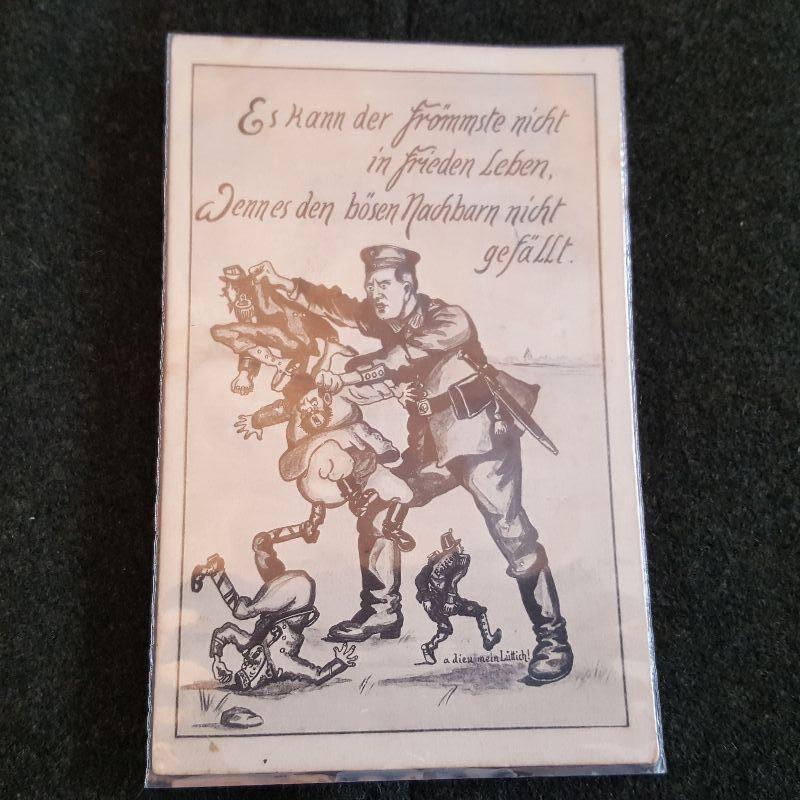 Es kann der frömmste nicht
in frieden Leben,
Wenn es den bösen Nachbarn nicht
gefällt.
a dieu mein Lüttich!